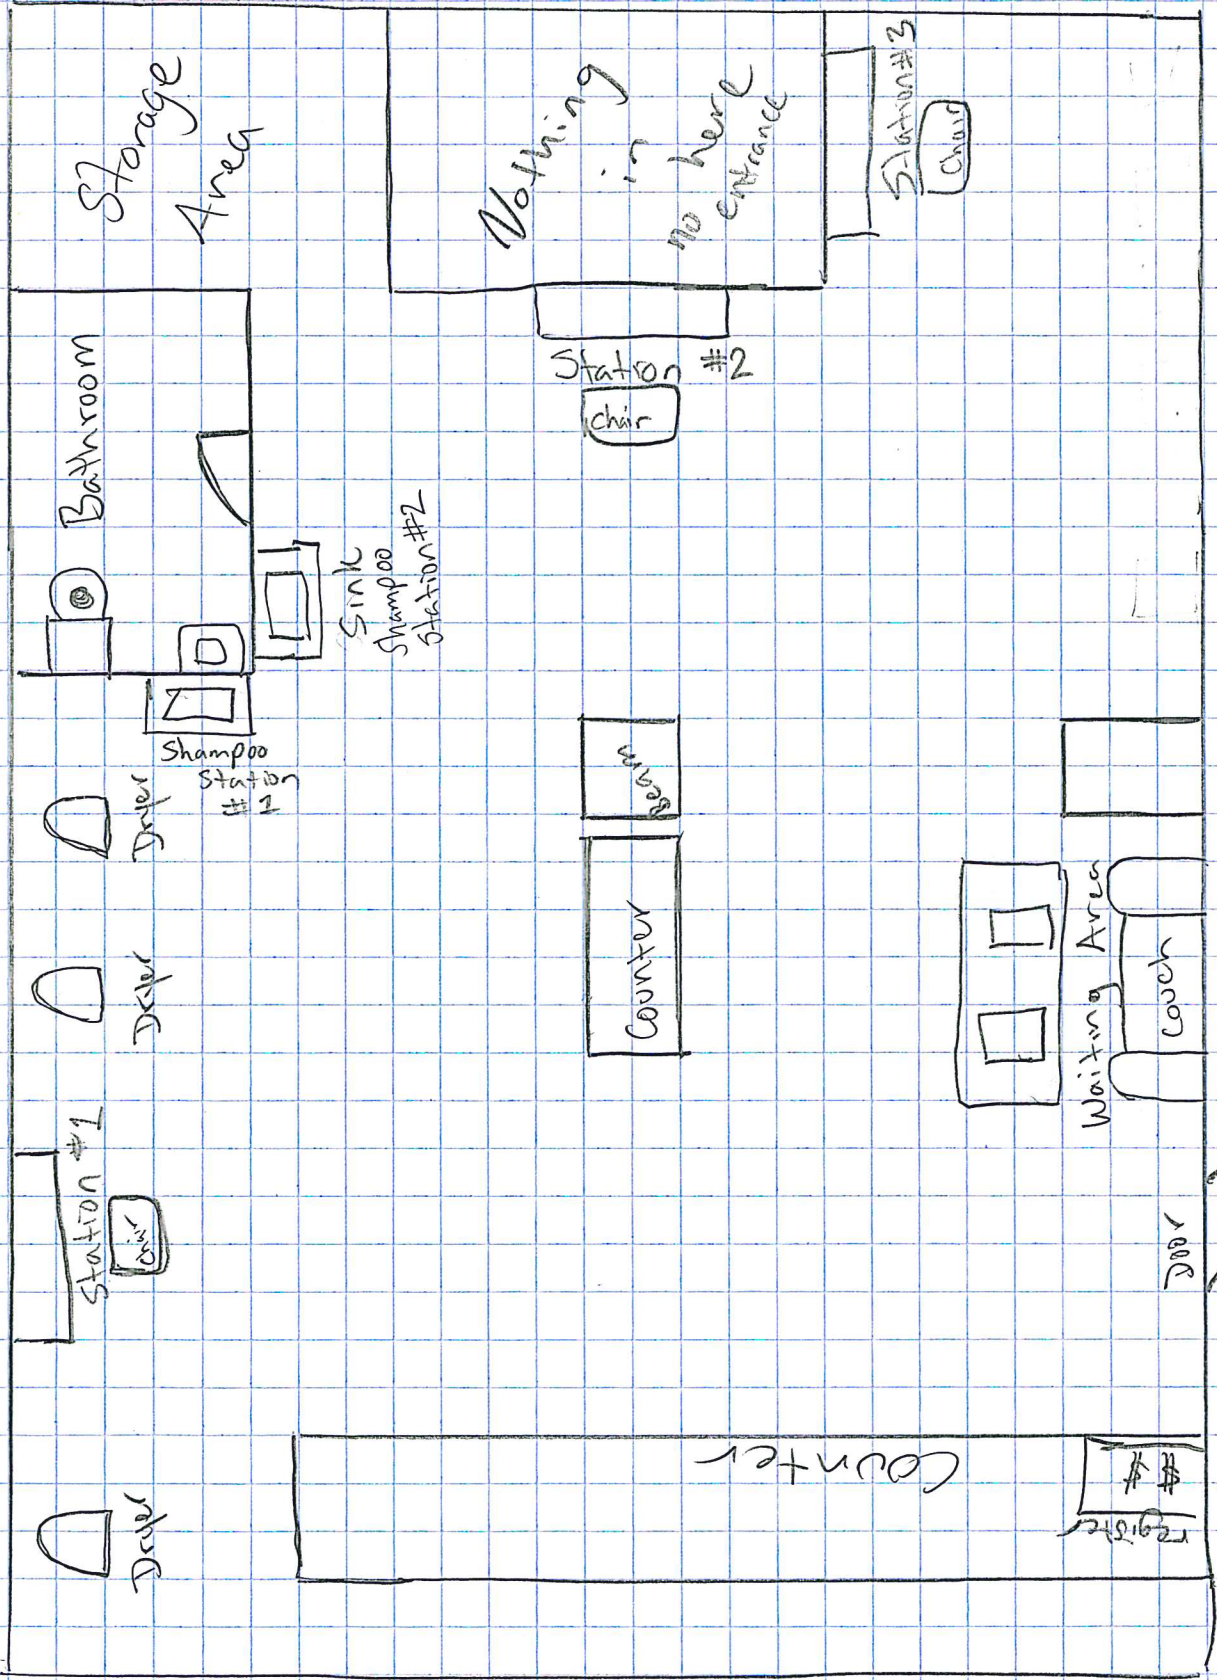 Storage
Area
Nothing
in
here
no
entrance
Station #3
Chair
Bathroom
Station #2
chair
Sink
Shampoo
Station #2
Shampoo
Station
#1
Dryer
Beam
Dryer
Counter
Waiting Area
Couch
Station #1
chair
Door
Counter
$$
register
Dryer